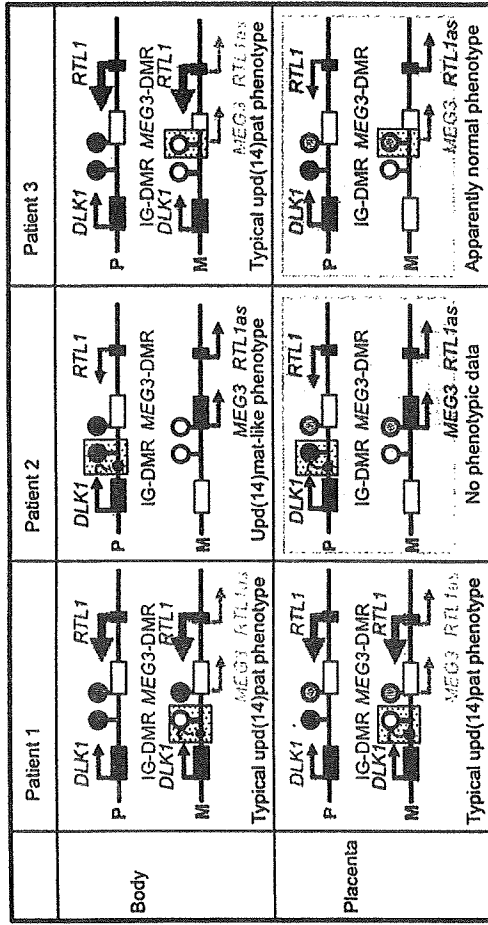 Patient 1
Patient 2
Patient 3
Body
DLK1 RTL1
P
IG-DMR MEG3-DMR
DLK1 RTL1
M
MEG3 RTL1as
Typical upd(14)pat phenotype
DLK1 RTL1
P
IG-DMR MEG3-DMR
M
MEG3 RTL1as
Upd(14)mat-like phenotype
DLK1 RTL1
P
IG-DMR MEG3-DMR
DLK1 RTL1
M
MEG3 RTL1as
Typical upd(14)pat phenotype
Placenta
DLK1 RTL1
P
IG-DMR MEG3-DMR
DLK1 RTL1
M
MEG3 RTL1as
Typical upd(14)pat phenotype
DLK1 RTL1
P
IG-DMR MEG3-DMR
M
MEG3 RTL1as
No phenotypic data
DLK1 RTL1
P
IG-DMR MEG3-DMR
M
MEG3 RTL1as
Apparently normal phenotype